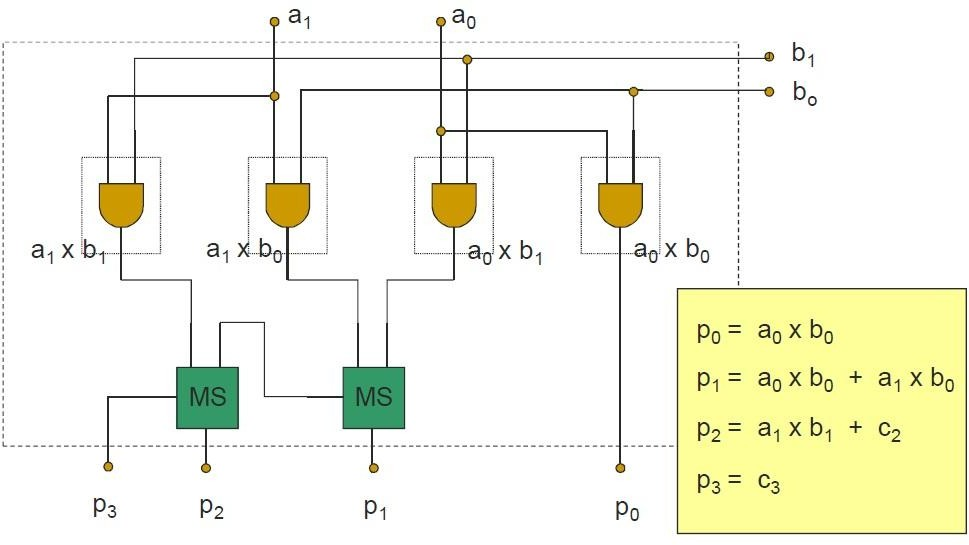 a₁ a₀
b₁
bₒ
a₁ x b₁ a₁ x b₀ a₀ x b₁ a₀ x b₀
MS MS
p₃ p₂ p₁ p₀
p₀ = a₀ x b₀
p₁ = a₀ x b₀ + a₁ x b₀
p₂ = a₁ x b₁ + c₂
p₃ = c₃